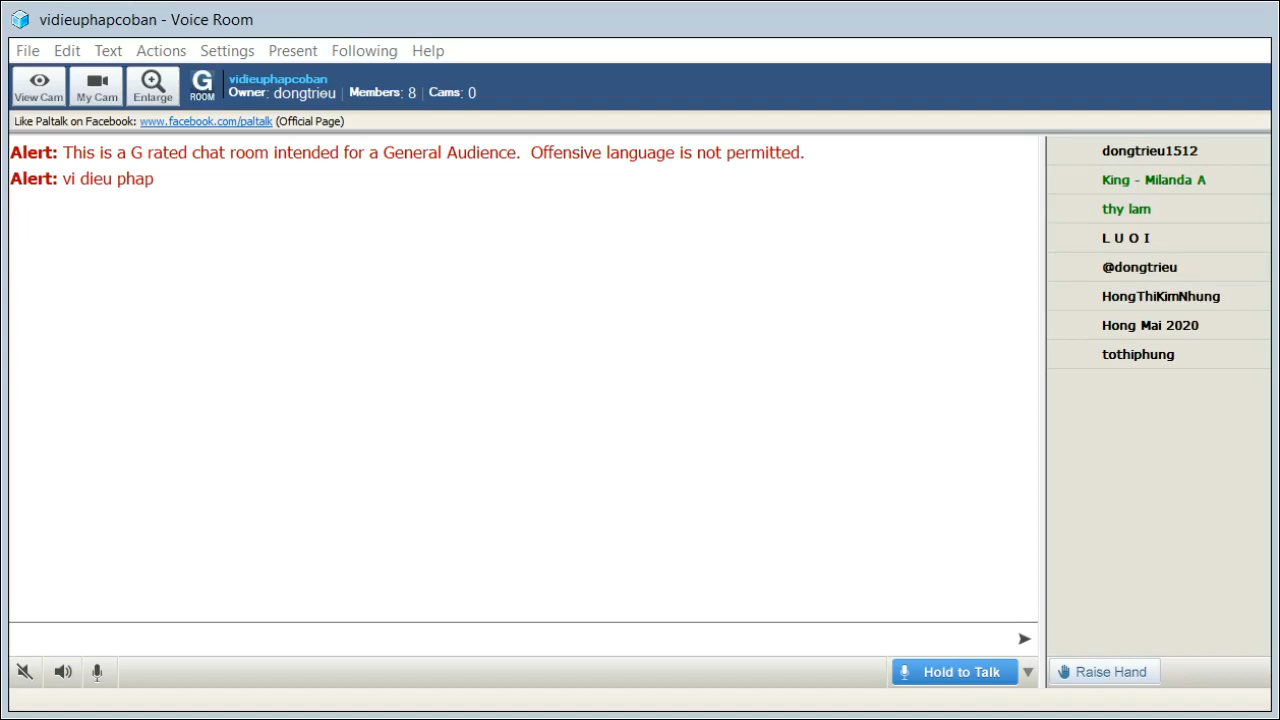 vidieuphapcoban - Voice Room
File Edit Text Actions Settings Present Following Help
View Cam My Cam Enlarge G ROOM
vidieuphapcoban
Owner: dongtrieu | Members: 8 | Cams: 0
Like Paltalk on Facebook: www.facebook.com/paltalk (Official Page)
Alert: This is a G rated chat room intended for a General Audience. Offensive language is not permitted.
Alert: vi dieu phap
dongtrieu1512
King - Milanda A
thy lam
L U O I
@dongtrieu
HongThiKimNhung
Hong Mai 2020
tothiphung
Hold to Talk
Raise Hand